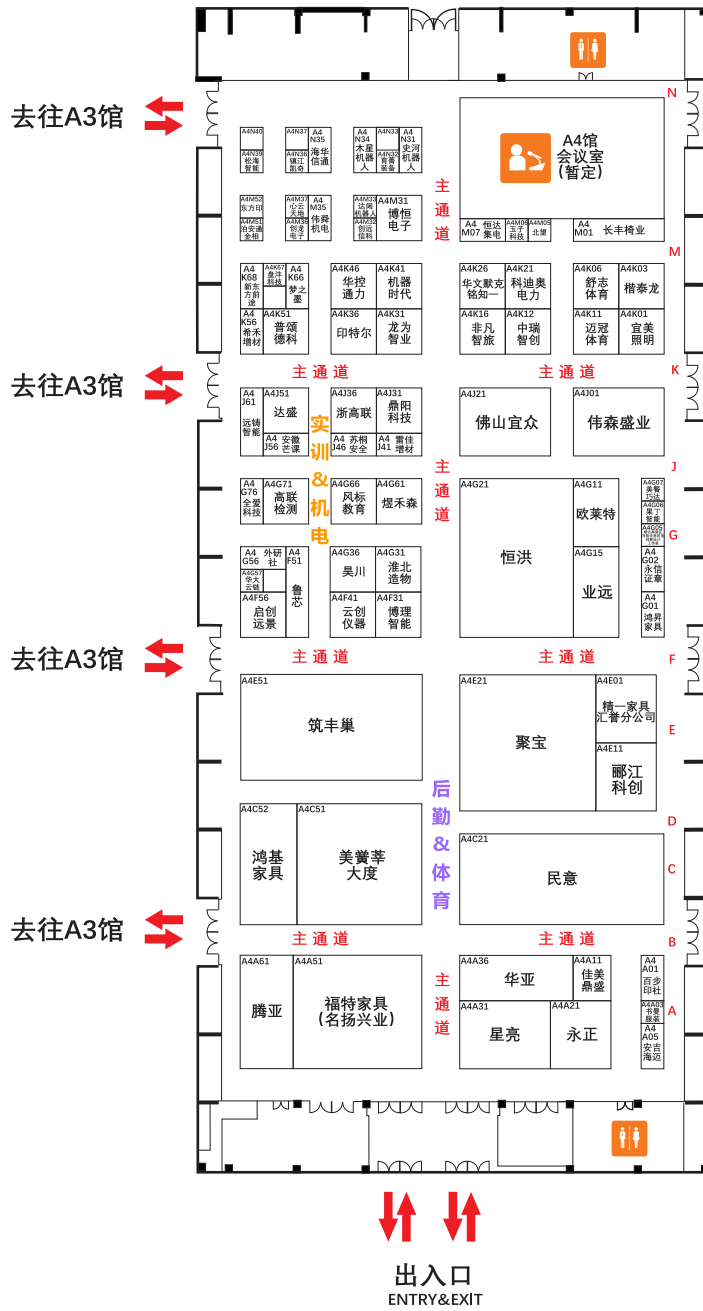 N
去往A3馆
A4N40
A4N39
松海
智能
A4N37
A4N36
镇江
凯奇
A4
N35
海华
信通
A4
N34
木星
机器
人
A4N33
A4N32
育菁
装备
A4
N31
史河
机器
人
A4馆
会议室
(暂定)
主
通
道
A4M52
东方印
A4M51
泊安通
金相
A4M37
心云
天地
A4M36
创龙
电子
A4
M35
伟舜
机电
A4M33
达闼
机器人
A4M32
创远
信科
A4M31
博恒
电子
A4
M07
恒达
集电
A4M06
玉子
科技
A4M05
北望
A4
M01
长丰椅业
M
A4
K68
新东
方前
途
A4K67
盘沣
科技
A4
K66
梦之
墨
A4K46
华控
通力
A4K41
机器
时代
A4K26
华文默克
铭知一
A4K21
科迪奥
电力
A4K06
舒志
体育
A4K03
楷泰龙
A4
K56
希禾
增材
A4K51
普颂
德科
A4K36
印特尔
A4K31
龙为
智业
A4K16
非凡
智旅
A4K12
中瑞
智创
A4K11
迈冠
体育
A4K01
宜美
照明
主通道
主通道
K
去往A3馆
A4
J61
远铸
智能
A4J51
达盛
A4
J56
安徽
芒课
A4J36
浙高联
A4J31
鼎阳
科技
A4
J46
苏桐
安全
A4
J41
雷佳
增材
A4J21
佛山宜众
A4J01
伟森盛业
实
训
&
机
电
主
通
道
J
A4
G76
全爱
科技
A4G71
高联
检测
A4G66
风标
教育
A4G61
煜禾森
A4G21
恒洪
A4G11
欧莱特
A4G15
业远
A4G07
美餐
巧达
A4G06
果丁
智能
A4G05
A4
G02
永信
证章
A4
G01
鸿昇
家具
G
A4
G56
外研
社
A4G57
华大
云链
A4
F51
鲁芯
A4F56
启创
远景
A4G36
昊川
A4G31
淮北
造物
A4F41
云创
仪器
A4F31
博理
智能
主通道
主通道
F
去往A3馆
A4E51
筑丰巢
A4E21
聚宝
A4E01
精一家具
汇誉分公司
A4E11
郦江
科创
E
后
勤
&
体
育
D
A4C52
鸿基
家具
A4C51
美黉莘
大度
A4C21
民意
C
主通道
主通道
B
去往A3馆
A4A61
腾亚
A4A51
福特家具
(名扬兴业)
主
通
道
A4A36
华亚
A4A11
佳美
鼎盛
A4A31
星亮
A4A21
永正
A4
A01
百步
印社
A4A03
书曼
服装
A4
A05
安吉
海迈
A
出入口
ENTRY&EXIT